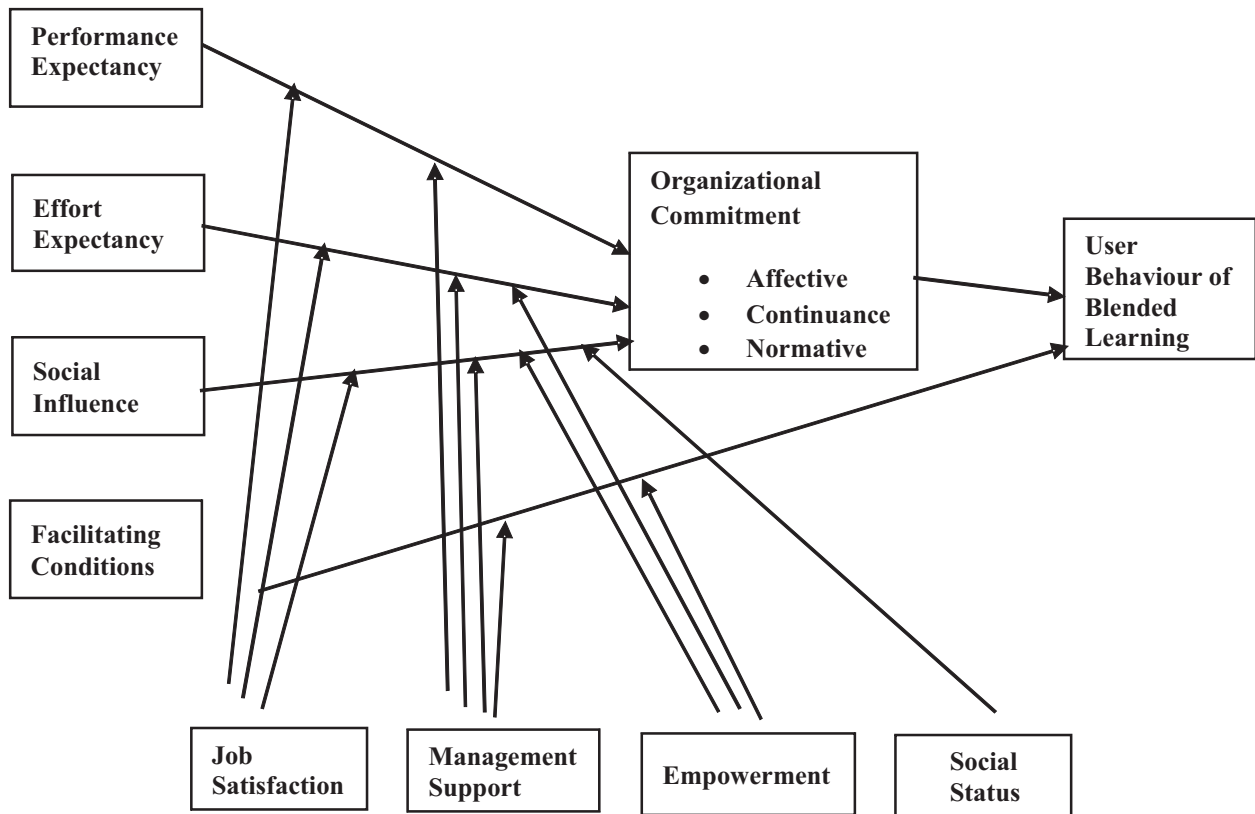 Performance
Expectancy
Effort
Expectancy
Social
Influence
Facilitating
Conditions
Organizational
Commitment
• Affective
• Continuance
• Normative
User
Behaviour of
Blended
Learning
Job
Satisfaction
Management
Support
Empowerment
Social
Status